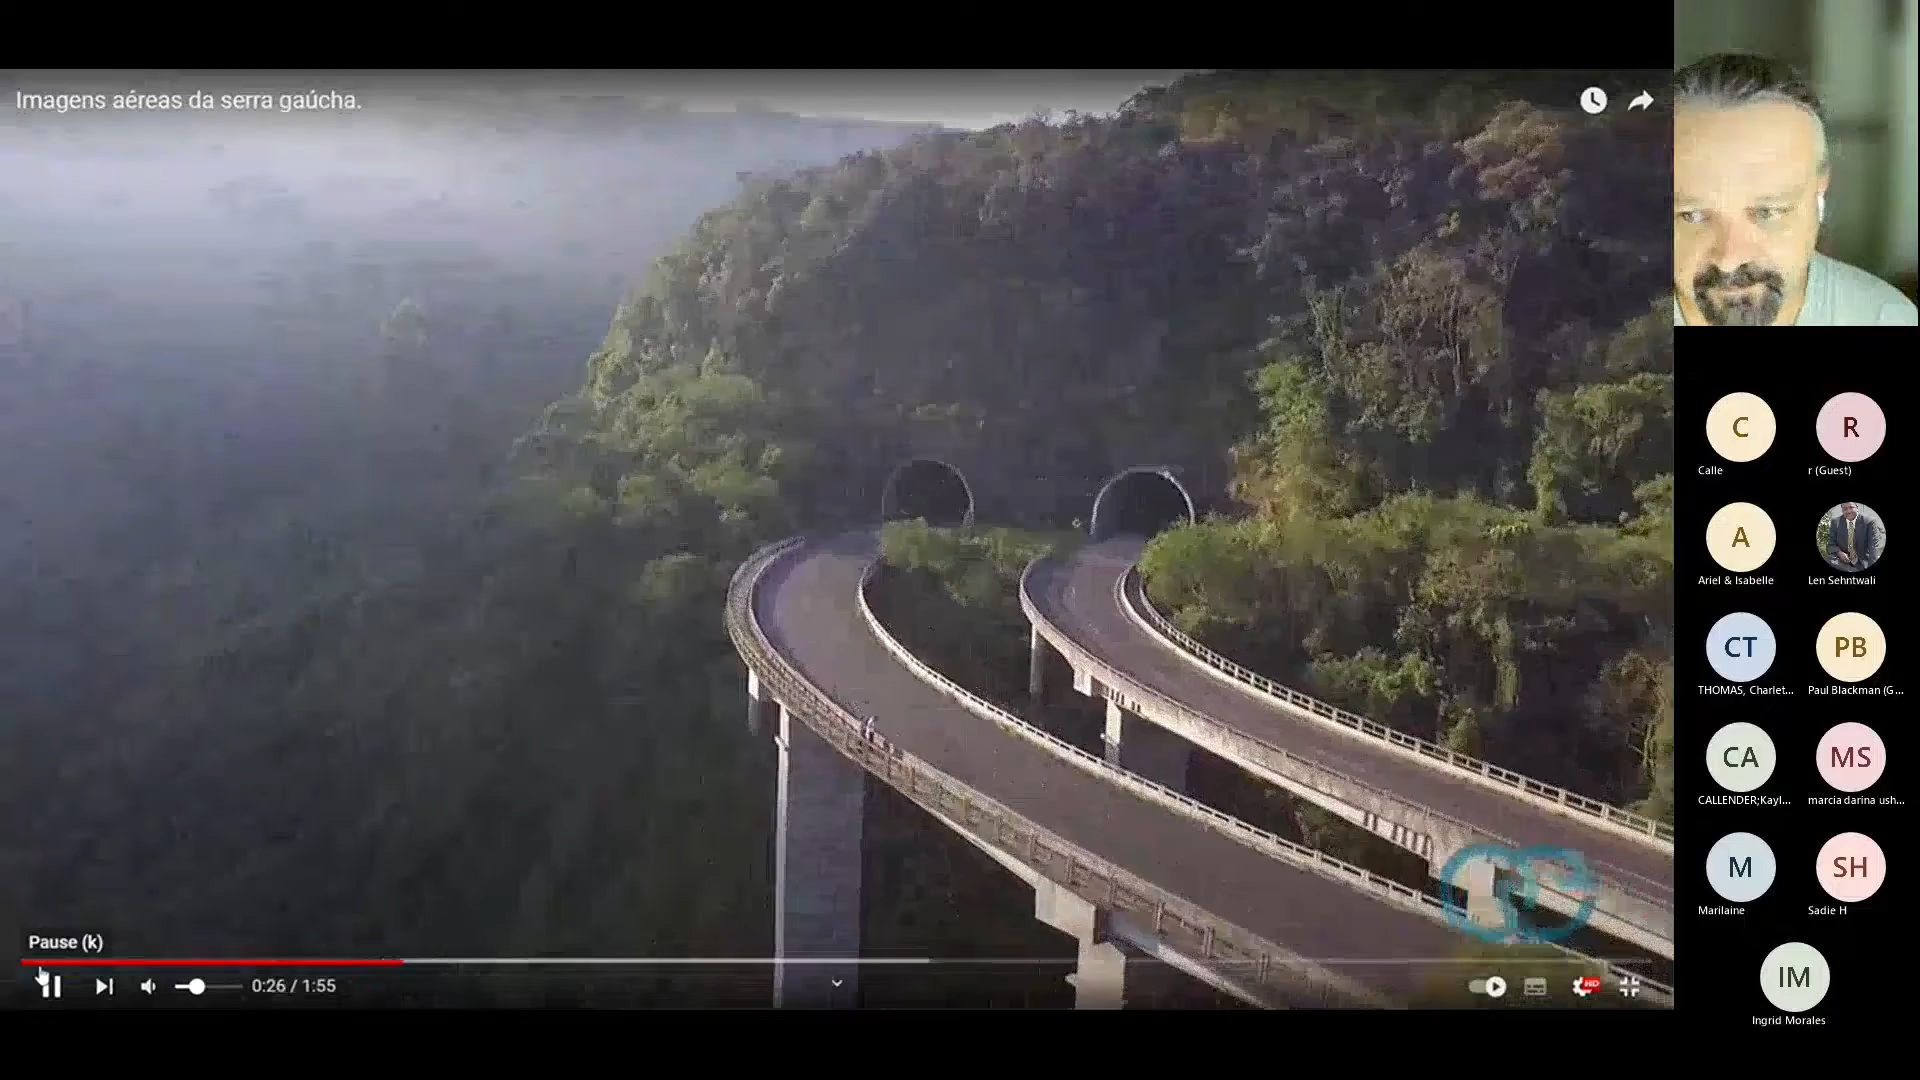 Imagens aéreas da serra gaúcha.
C
R
Calle
r (Guest)
A
Ariel & Isabelle
Len Sehntwali
CT
PB
THOMAS, Charlet...
Paul Blackman (G...
CA
MS
CALLENDER;Kayl...
marcia darina ush...
M
SH
Marilaine
Sadie H
IM
Ingrid Morales
Pause (k)
0:26 / 1:55
HD